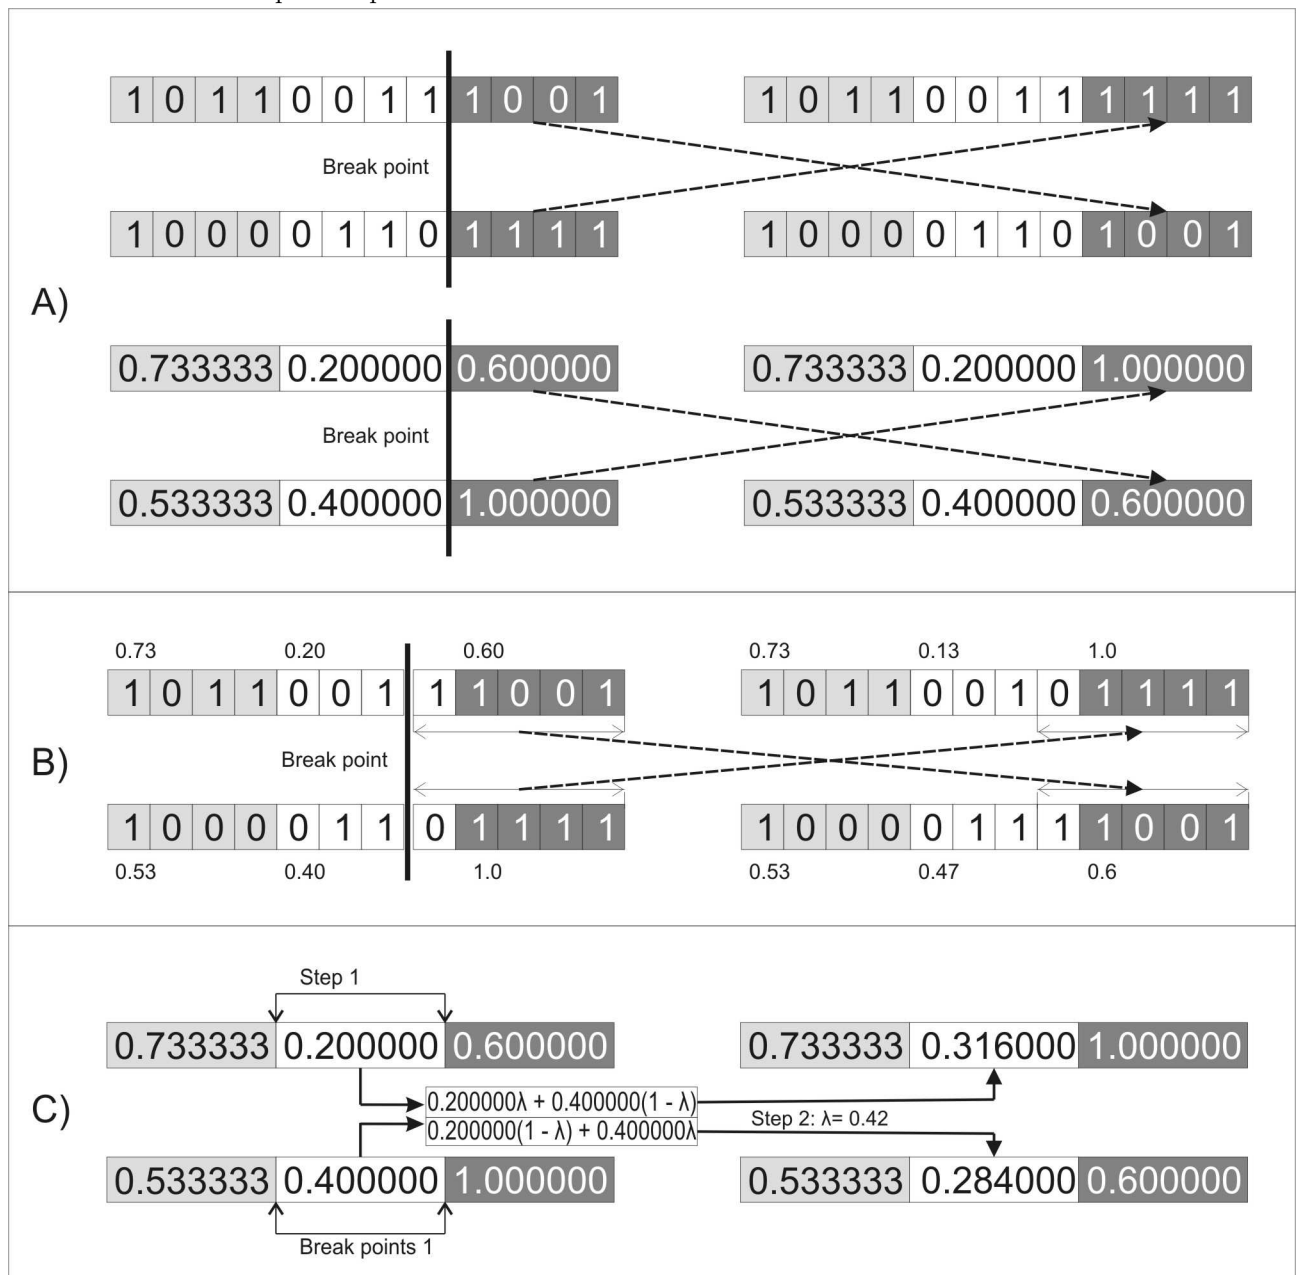 1 0 1 1 0 0 1 1 1 0 0 1 1 0 1 1 0 0 1 1 1 1 1 1
Break point
1 0 0 0 0 1 1 0 1 1 1 1 1 0 0 0 0 1 1 0 1 0 0 1
A)
0.733333 0.200000 0.600000 0.733333 0.200000 1.000000
Break point
0.533333 0.400000 1.000000 0.533333 0.400000 0.600000
0.73 0.20 0.60 0.73 0.13 1.0
1 0 1 1 0 0 1 1 1 0 0 1 1 0 1 1 0 0 1 0 1 1 1 1
B)
Break point
1 0 0 0 0 1 1 0 1 1 1 1 1 0 0 0 0 1 1 1 1 0 0 1
0.53 0.40 1.0 0.53 0.47 0.6
Step 1
0.733333 0.200000 0.600000 0.733333 0.316000 1.000000
C)
0.200000λ + 0.400000(1 - λ)
0.200000(1 - λ) + 0.400000λ
Step 2: λ= 0.42
0.533333 0.400000 1.000000 0.533333 0.284000 0.600000
Break points 1